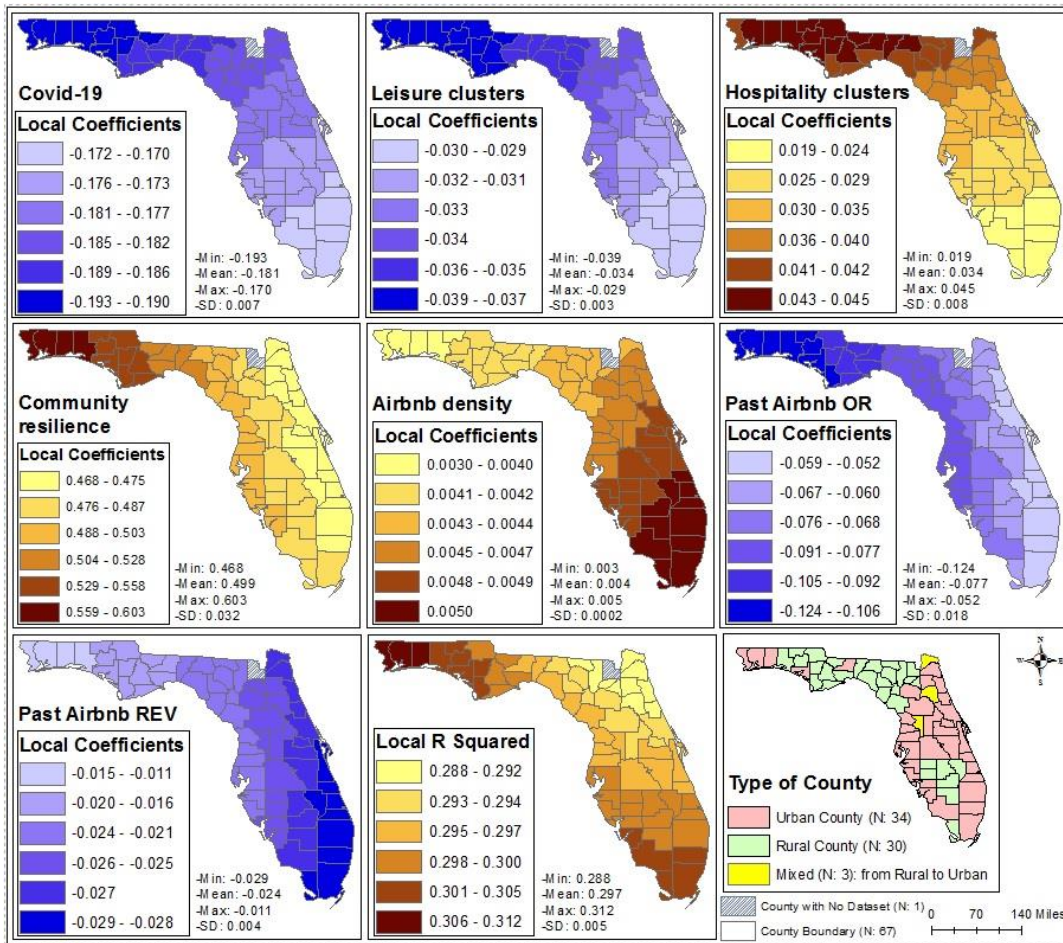 Covid-19
Local Coefficients
-0.172 - -0.170
-0.176 - -0.173
-0.181 - -0.177
-0.185 - -0.182
-0.189 - -0.186
-0.193 - -0.190
-Min: -0.193
-Mean: -0.181
-Max: -0.170
-SD: 0.007
Leisure clusters
Local Coefficients
-0.030 - -0.029
-0.032 - -0.031
-0.033
-0.034
-0.036 - -0.035
-0.039 - -0.037
-Min: -0.039
-Mean: -0.034
-Max: -0.029
-SD: 0.003
Hospitality clusters
Local Coefficients
0.019 - 0.024
0.025 - 0.029
0.030 - 0.035
0.036 - 0.040
0.041 - 0.042
0.043 - 0.045
-Min: 0.019
-Mean: 0.034
-Max: 0.045
-SD: 0.008
Community
resilience
Local Coefficients
0.468 - 0.475
0.476 - 0.487
0.488 - 0.503
0.504 - 0.528
0.529 - 0.558
0.559 - 0.603
-Min: 0.468
-Mean: 0.499
-Max: 0.603
-SD: 0.032
Airbnb density
Local Coefficients
0.0030 - 0.0040
0.0041 - 0.0042
0.0043 - 0.0044
0.0045 - 0.0047
0.0048 - 0.0049
0.0050
-Min: 0.003
-Mean: 0.004
-Max: 0.005
-SD: 0.0002
Past Airbnb OR
Local Coefficients
-0.059 - -0.052
-0.067 - -0.060
-0.076 - -0.068
-0.091 - -0.077
-0.105 - -0.092
-0.124 - -0.106
-Min: -0.124
-Mean: -0.077
-Max: -0.052
-SD: 0.018
Past Airbnb REV
Local Coefficients
-0.015 - -0.011
-0.020 - -0.016
-0.024 - -0.021
-0.026 - -0.025
-0.027
-0.029 - -0.028
-Min: -0.029
-Mean: -0.024
-Max: -0.011
-SD: 0.004
Local R Squared
0.288 - 0.292
0.293 - 0.294
0.295 - 0.297
0.298 - 0.300
0.301 - 0.305
0.306 - 0.312
-Min: 0.288
-Mean: 0.297
-Max: 0.312
-SD: 0.005
N
W E
S
Type of County
Urban County (N: 34)
Rural County (N: 30)
Mixed (N: 3): from Rural to Urban
County with No Dataset (N: 1)
County Boundary (N: 67)
0 70 140 Miles